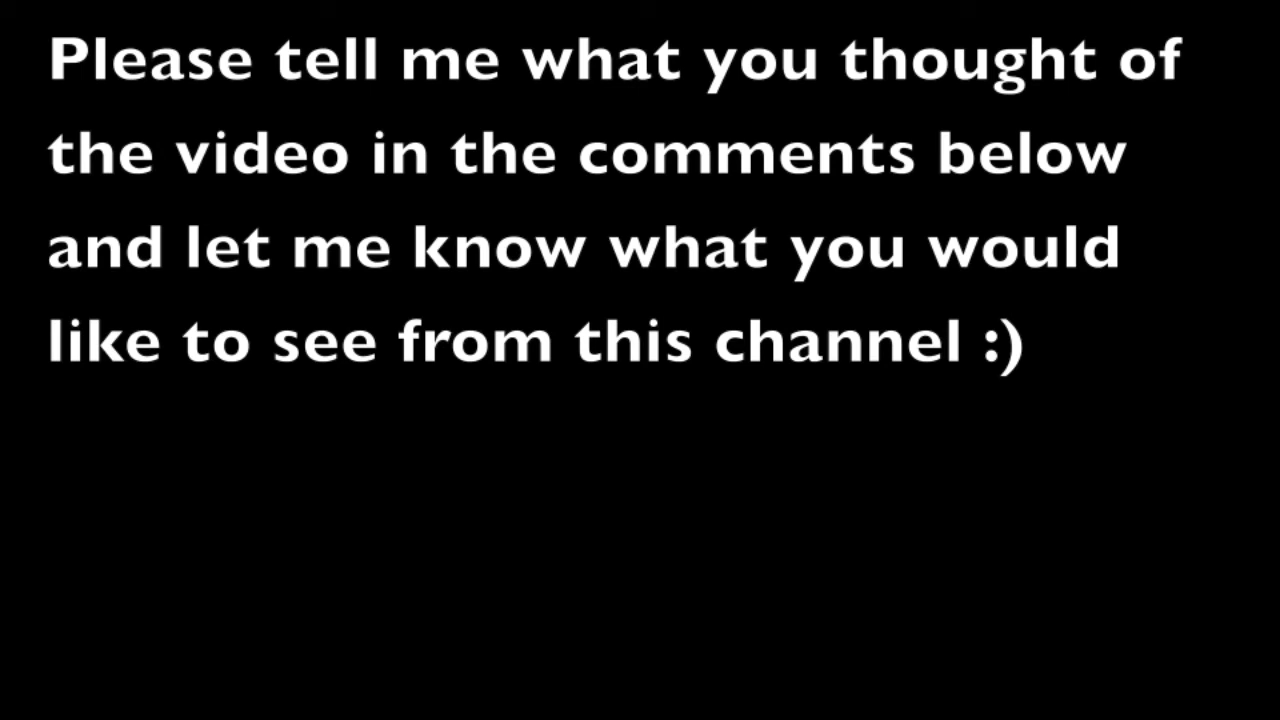 Please tell me what you thought of
the video in the comments below
and let me know what you would
like to see from this channel :)